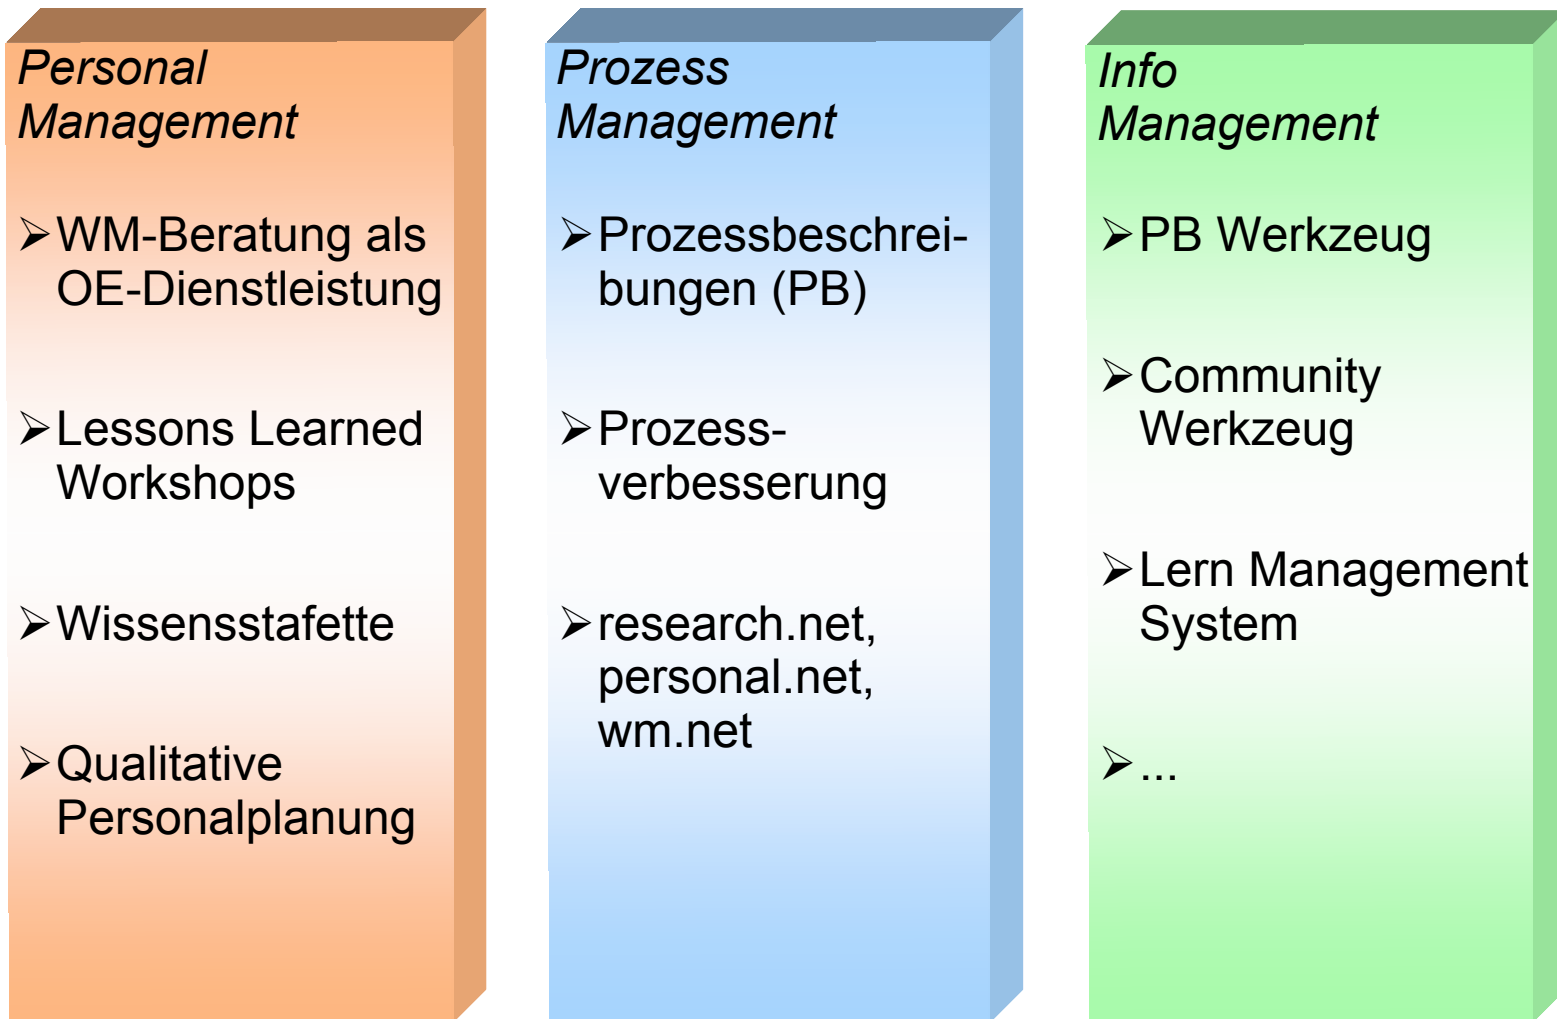 Personal
Management
➢WM-Beratung als
OE-Dienstleistung
➢Lessons Learned
Workshops
➢Wissensstafette
➢Qualitative
Personalplanung
Prozess
Management
➢Prozessbeschrei-
bungen (PB)
➢Prozess-
verbesserung
➢research.net,
personal.net,
wm.net
Info
Management
➢PB Werkzeug
➢Community
Werkzeug
➢Lern Management
System
➢...